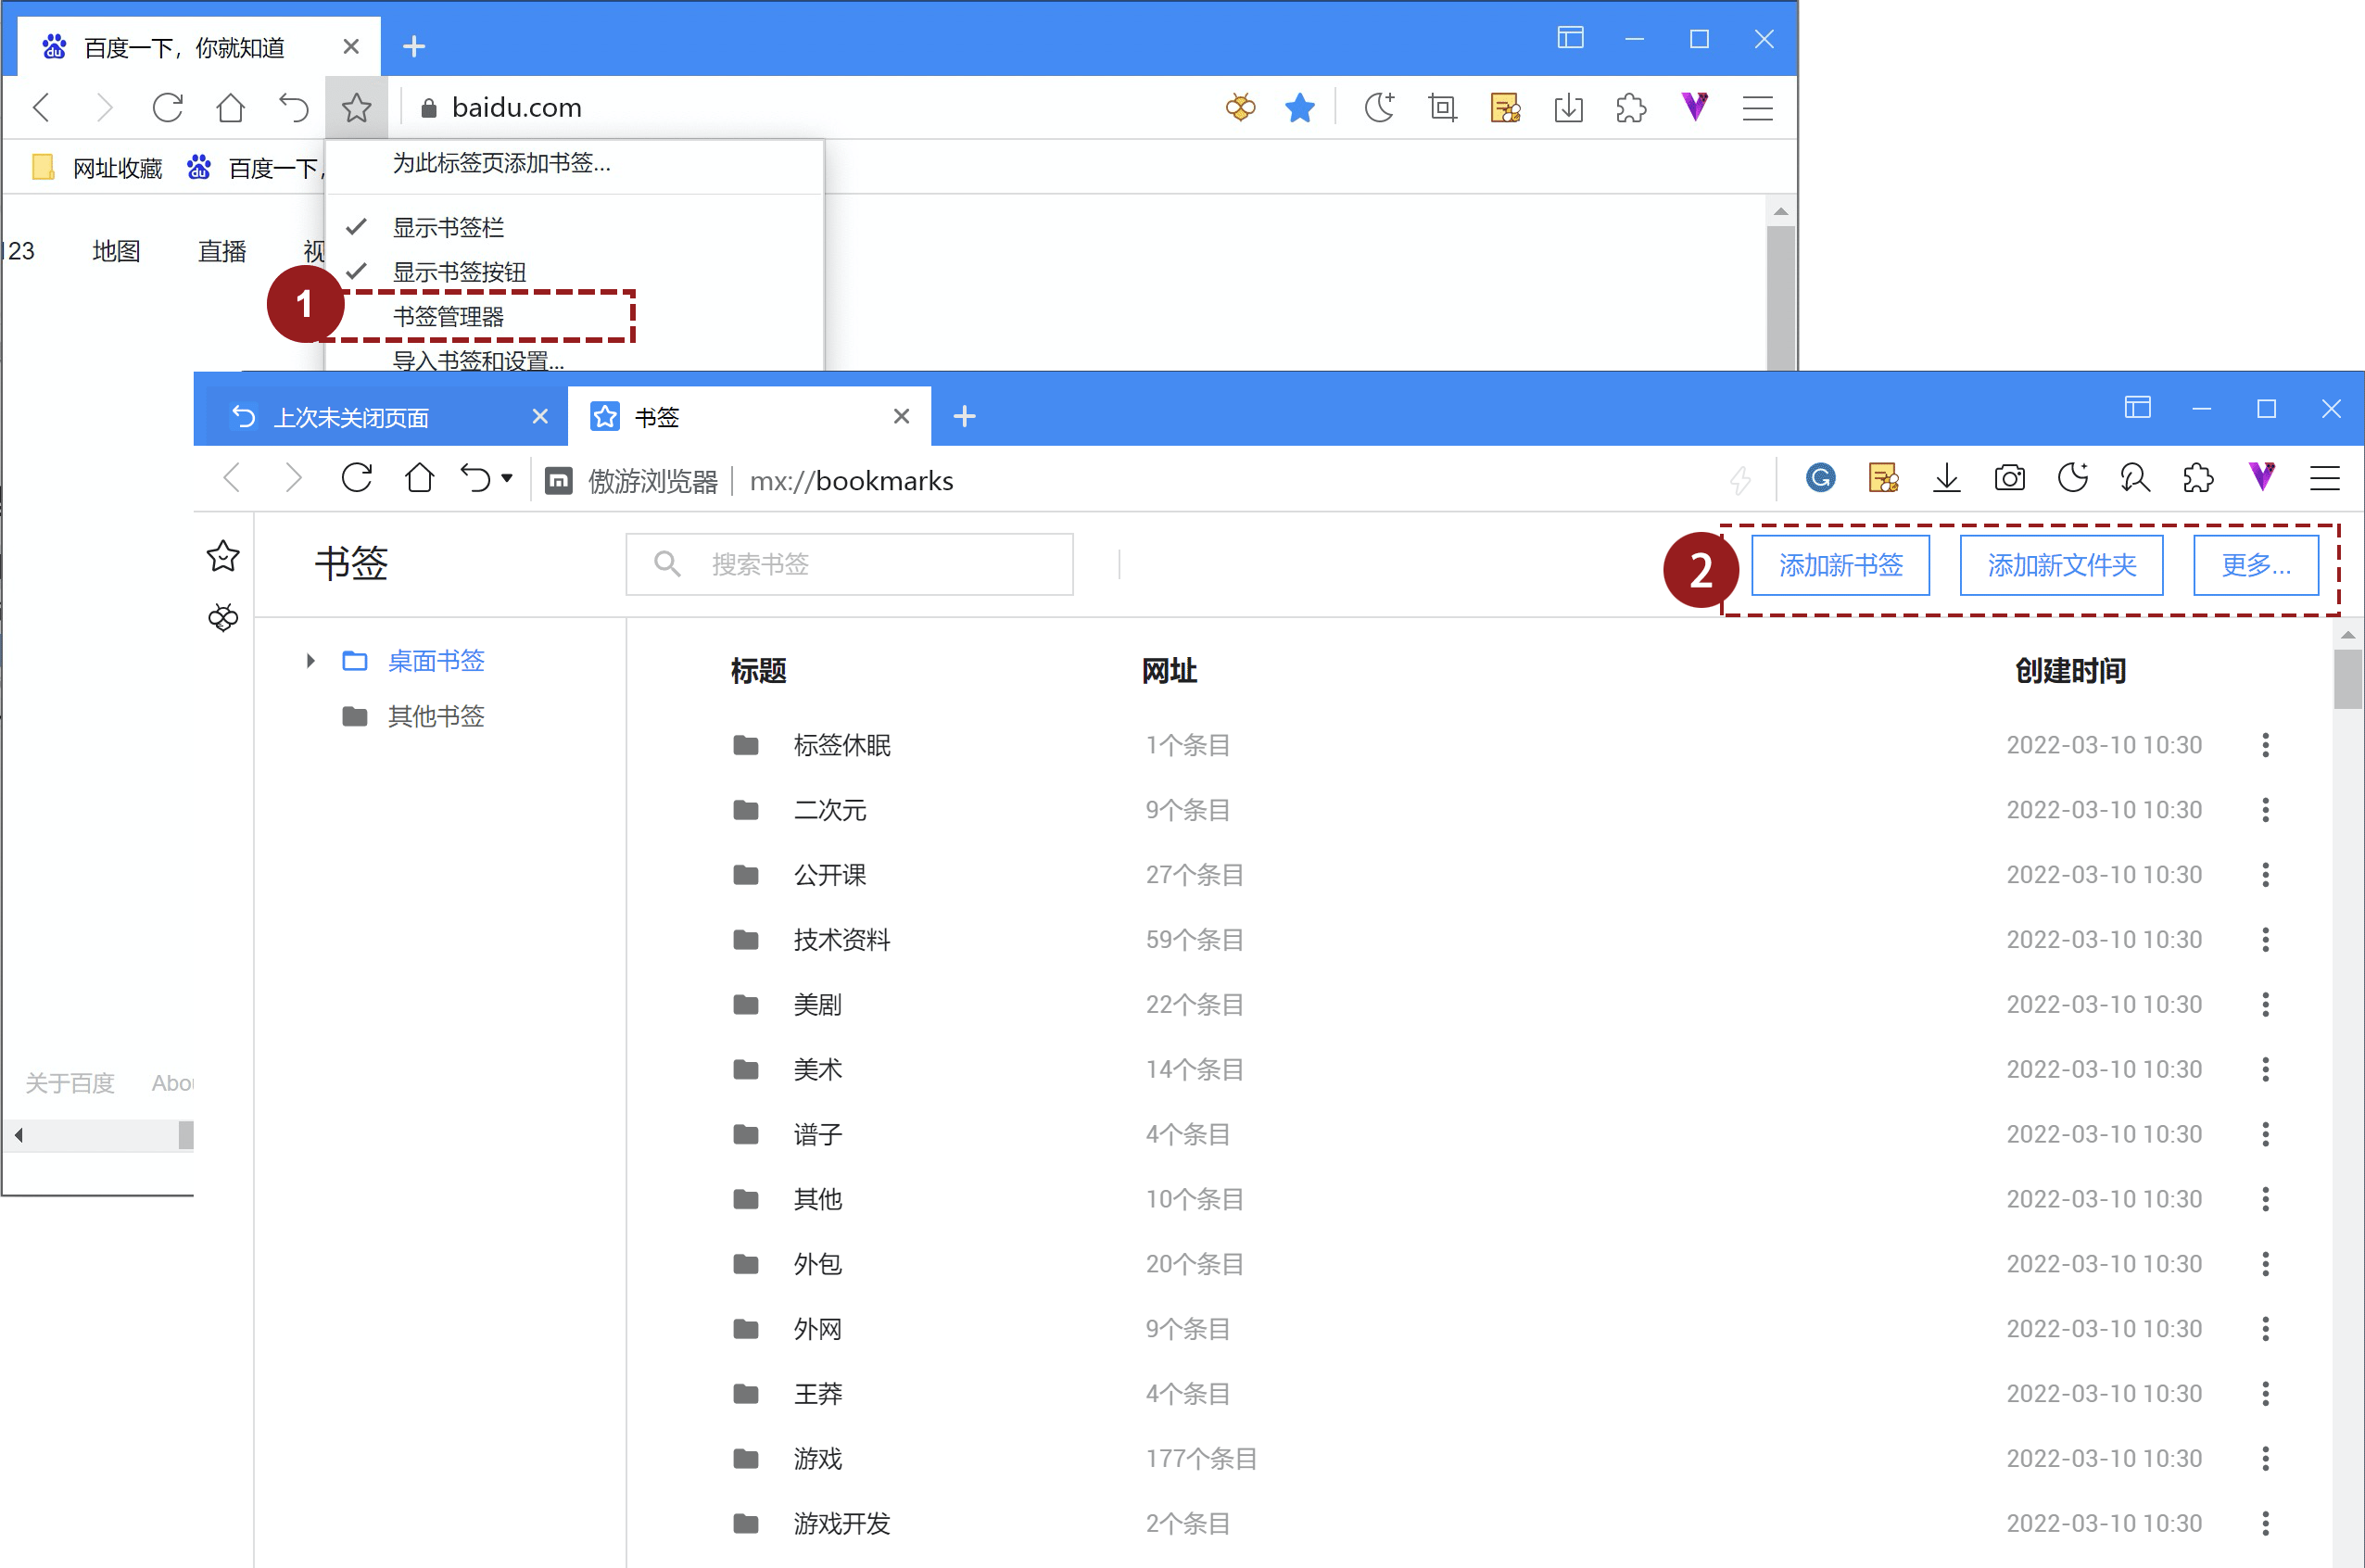 百度一下，你就知道
baidu.com
网址收藏 百度一下，
为此标签页添加书签...
显示书签栏
显示书签按钮
书签管理器
导入书签和设置...
123 地图 直播 视
1
上次未关闭页面 书签
傲游浏览器 mx://bookmarks
书签 搜索书签 2 添加新书签 添加新文件夹 更多...
桌面书签
其他书签
标题 网址 创建时间
标签休眠 1个条目 2022-03-10 10:30
二次元 9个条目 2022-03-10 10:30
公开课 27个条目 2022-03-10 10:30
技术资料 59个条目 2022-03-10 10:30
美剧 22个条目 2022-03-10 10:30
美术 14个条目 2022-03-10 10:30
谱子 4个条目 2022-03-10 10:30
其他 10个条目 2022-03-10 10:30
外包 20个条目 2022-03-10 10:30
外网 9个条目 2022-03-10 10:30
王莽 4个条目 2022-03-10 10:30
游戏 177个条目 2022-03-10 10:30
游戏开发 2个条目 2022-03-10 10:30
关于百度 Abou